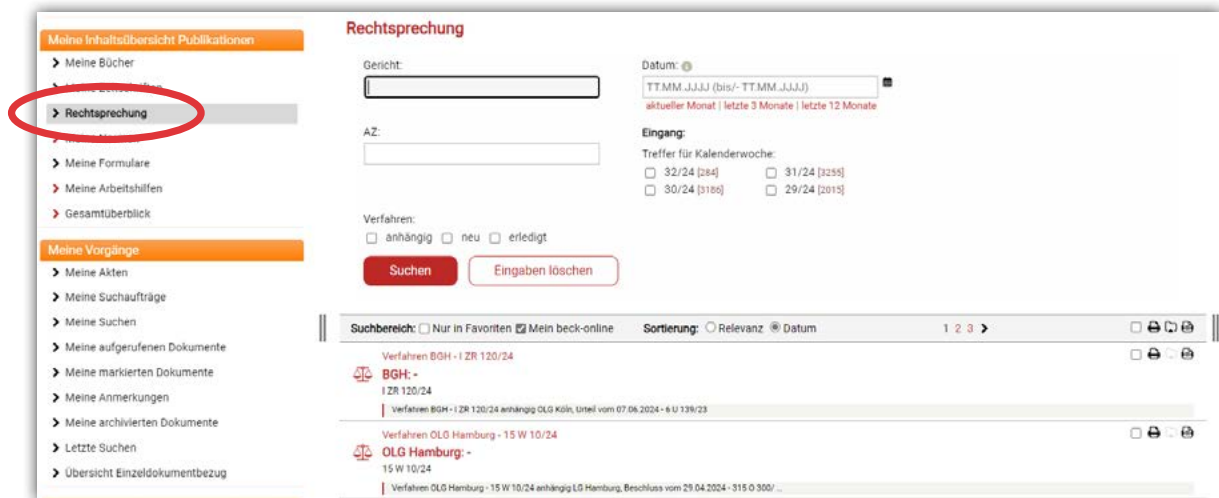 Meine Inhaltsübersicht Publikationen
Meine Bücher
Rechtsprechung
Meine Formulare
Meine Arbeitshilfen
Gesamtüberblick
Meine Vorgänge
Meine Akten
Meine Suchaufträge
Meine Suchen
Meine aufgerufenen Dokumente
Meine markierten Dokumente
Meine Anmerkungen
Meine archivierten Dokumente
Letzte Suchen
Übersicht Einzeldokumentbezug
Rechtsprechung
Gericht:
Datum:
TT.MM.JJJJ (bis/- TT.MM.JJJJ)
aktueller Monat | letzte 3 Monate | letzte 12 Monate
AZ:
Eingang:
Treffer für Kalenderwoche:
32/24 [284] 31/24 [3255]
30/24 [3186] 29/24 [2015]
Verfahren:
anhängig neu erledigt
Suchen Eingaben löschen
Suchbereich: Nur in Favoriten Mein beck-online Sortierung: Relevanz Datum 1 2 3
Verfahren BGH - I ZR 120/24
BGH: -
I ZR 120/24
Verfahren BGH - I ZR 120/24 anhängig OLG Köln, Urteil vom 07.06.2024 - 6 U 139/23
Verfahren OLG Hamburg - 15 W 10/24
OLG Hamburg: -
15 W 10/24
Verfahren OLG Hamburg - 15 W 10/24 anhängig LG Hamburg, Beschluss vom 29.04.2024 - 315 O 300/ ...